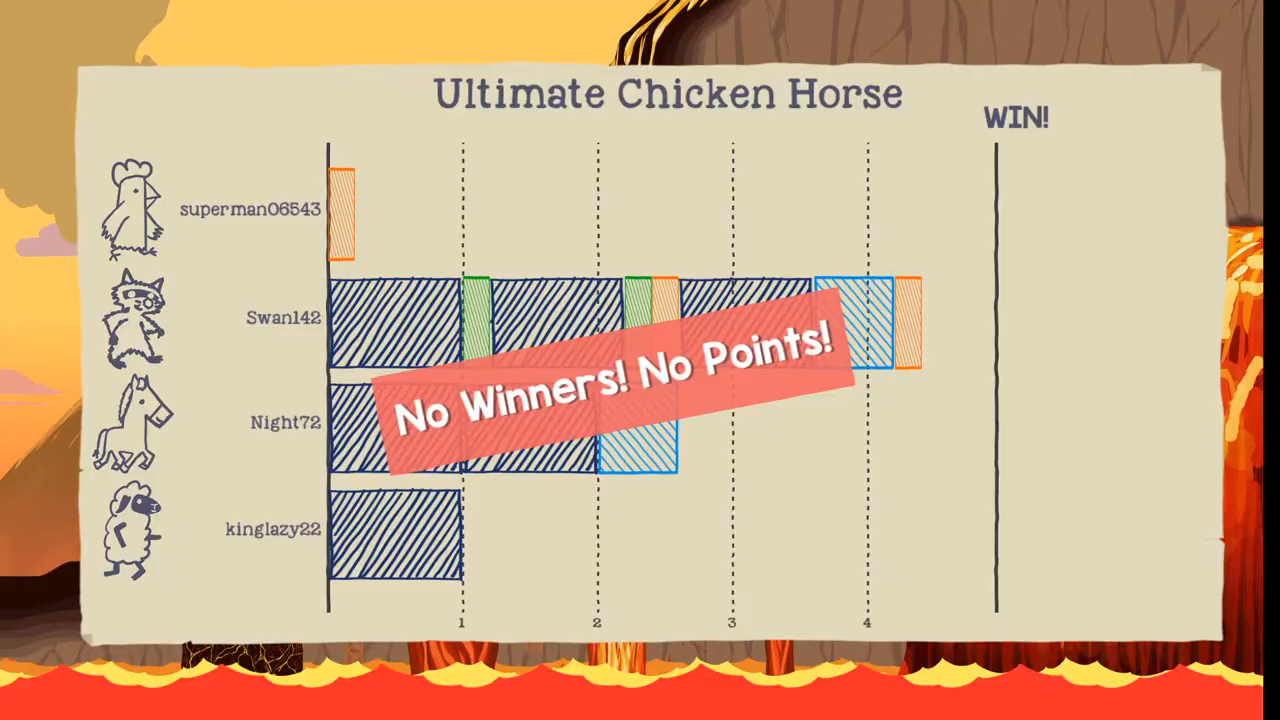 Ultimate Chicken Horse
WIN!
superman06543
Swan142
No Winners! No Points!
Night72
kinglazy22
1 2 3 4